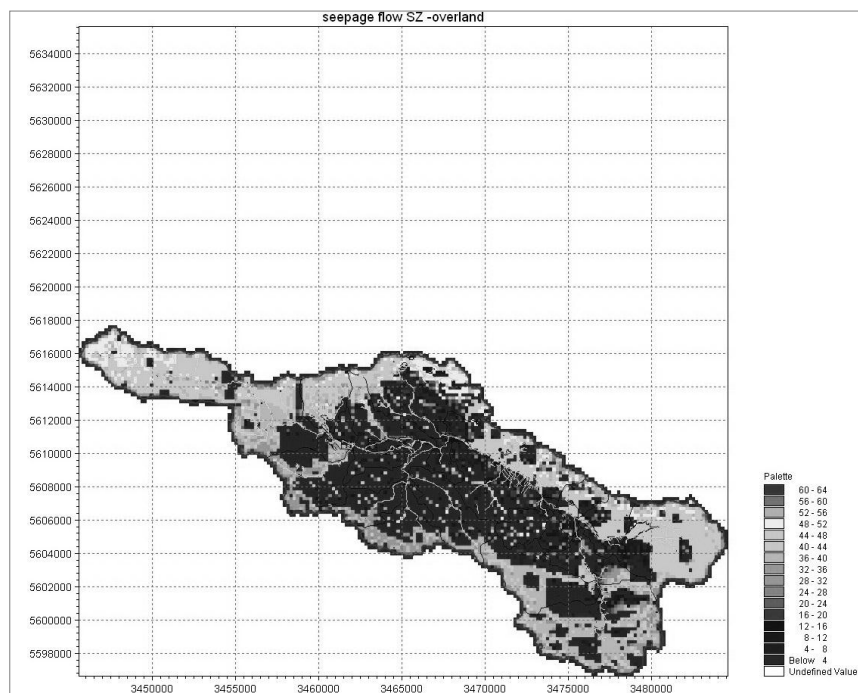 seepage flow SZ -overland
5634000
5632000
5630000
5628000
5626000
5624000
5622000
5620000
5618000
5616000
5614000
5612000
5610000
5608000
5606000
5604000
5602000
5600000
5598000
3450000 3455000 3460000 3465000 3470000 3475000 3480000
Palette
60 - 64
56 - 60
52 - 56
48 - 52
44 - 48
40 - 44
36 - 40
32 - 36
28 - 32
24 - 28
20 - 24
16 - 20
12 - 16
8 - 12
4 - 8
Below 4
Undefined Value